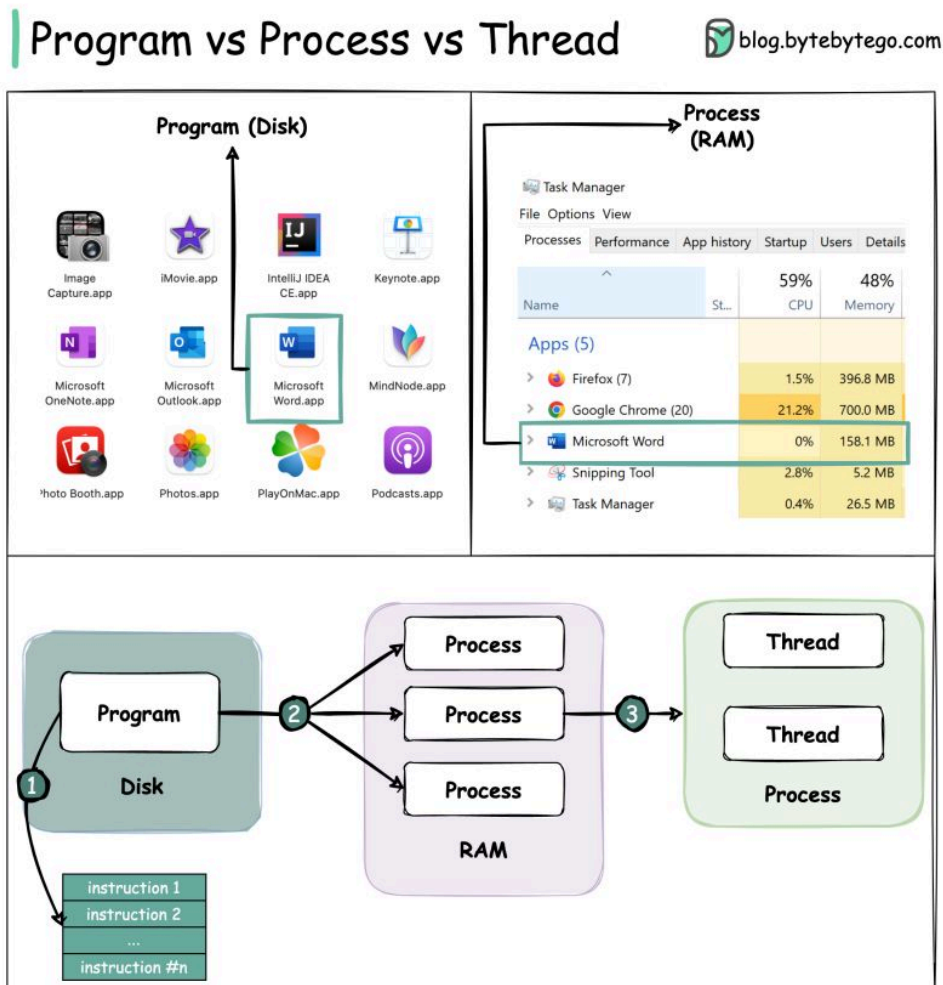 Program vs Process vs Thread
blog.bytebytego.com
Program (Disk)
Image
Capture.app
iMovie.app
IntelliJ IDEA
CE.app
Keynote.app
Microsoft
OneNote.app
Microsoft
Outlook.app
Microsoft
Word.app
MindNode.app
Photo Booth.app
Photos.app
PlayOnMac.app
Podcasts.app
Process
(RAM)
Task Manager
File Options View
Processes Performance App history Startup Users Details
59% 48%
Name St... CPU Memory
Apps (5)
Firefox (7) 1.5% 396.8 MB
Google Chrome (20) 21.2% 700.0 MB
Microsoft Word 0% 158.1 MB
Snipping Tool 2.8% 5.2 MB
Task Manager 0.4% 26.5 MB
Program
Disk
1
instruction 1
instruction 2
...
instruction #n
2
Process
Process
Process
RAM
3
Thread
Thread
Process